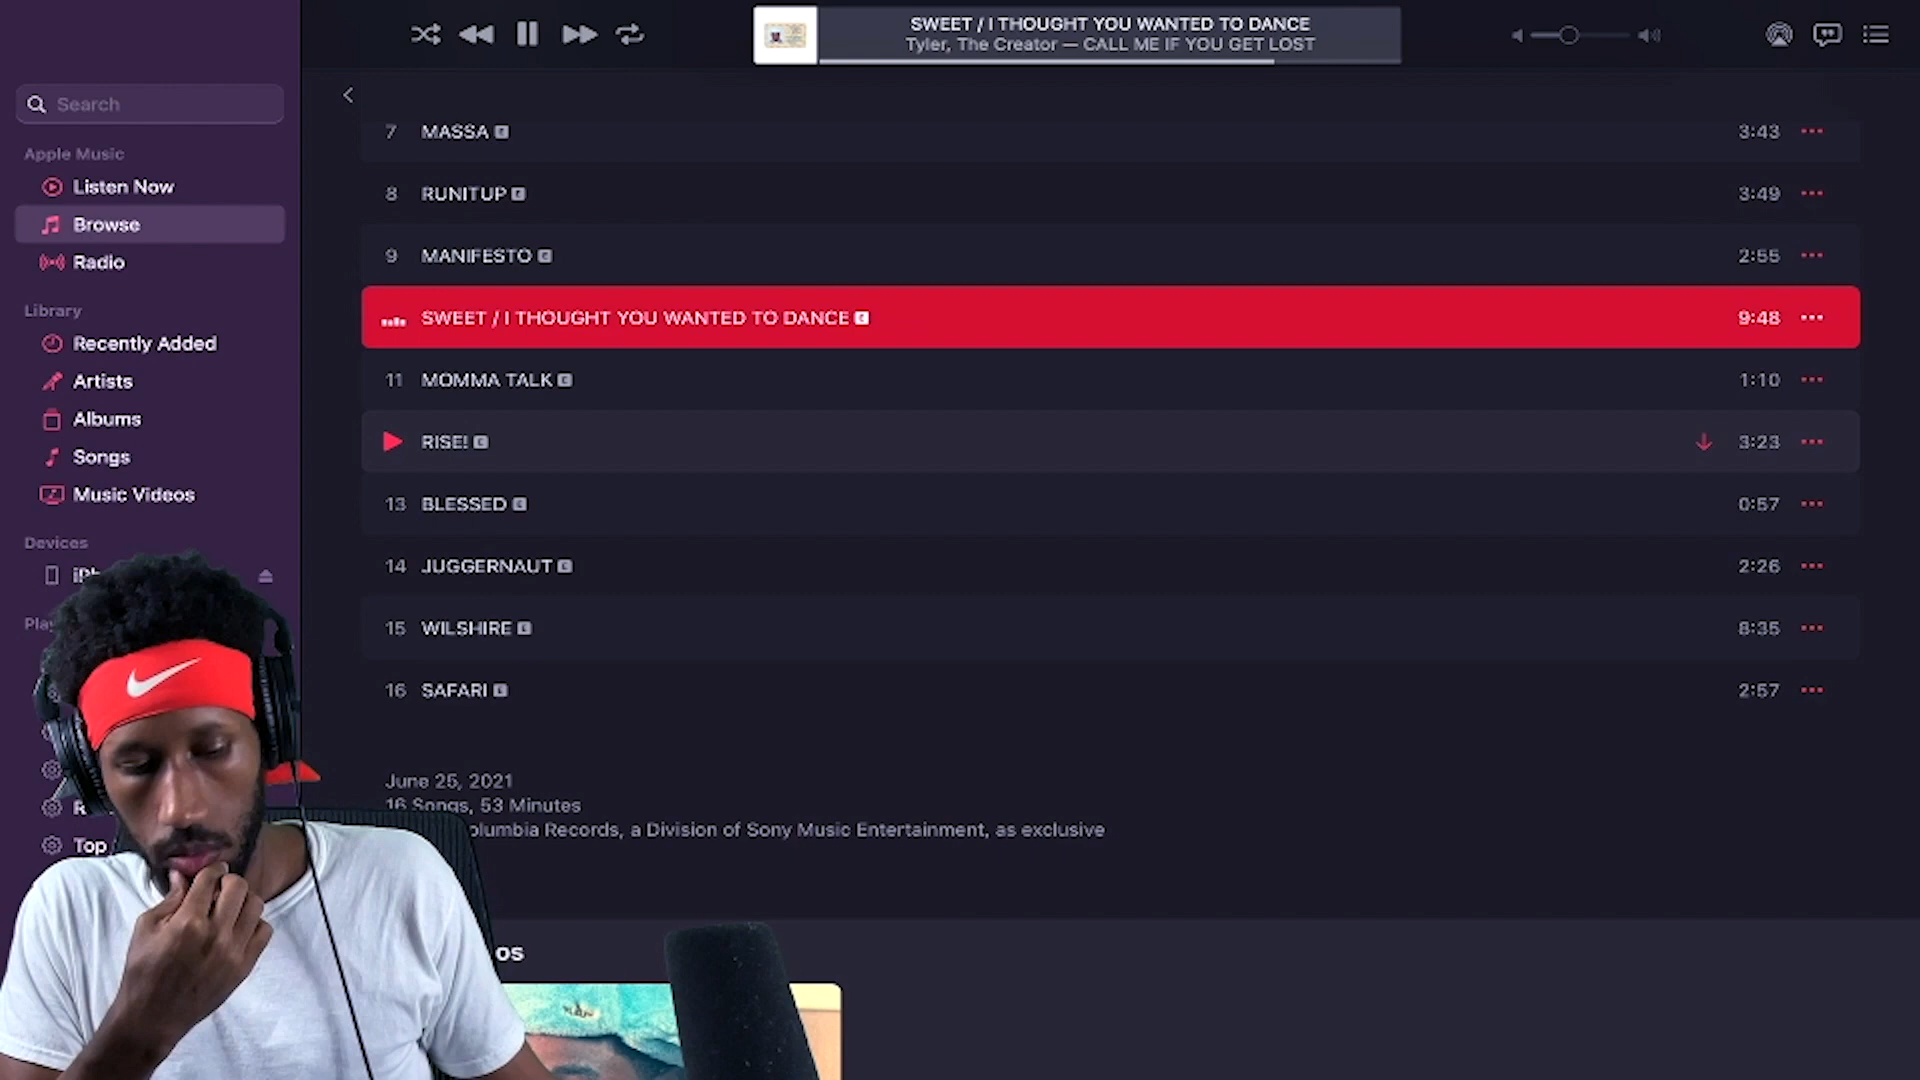 SWEET / I THOUGHT YOU WANTED TO DANCE
Tyler, The Creator — CALL ME IF YOU GET LOST
Search
Apple Music
Listen Now
Browse
Radio
Library
Recently Added
Artists
Albums
Songs
Music Videos
Devices
Top
7 MASSA E 3:43
8 RUNITUP E 3:49
9 MANIFESTO E 2:55
SWEET / I THOUGHT YOU WANTED TO DANCE E 9:48
11 MOMMA TALK E 1:10
RISE! E 3:23
13 BLESSED E 0:57
14 JUGGERNAUT E 2:26
15 WILSHIRE E 8:35
16 SAFARI E 2:57
June 25, 2021
16 Songs, 53 Minutes
olumbia Records, a Division of Sony Music Entertainment, as exclusive
os